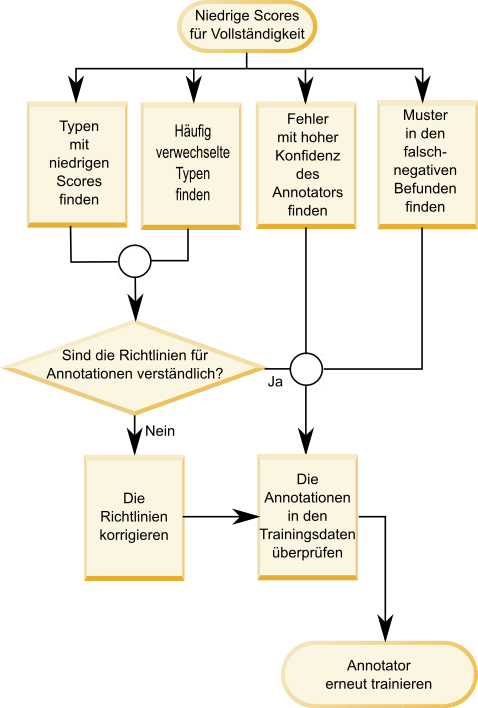 Niedrige Scores
für Vollständigkeit
Typen
mit
niedrigen
Scores
finden
Häufig
verwechselte
Typen
finden
Fehler
mit hoher
Konfidenz
des
Annotators
finden
Muster
in den
falsch-
negativen
Befunden
finden
Sind die Richtlinien für
Annotationen verständlich?
Ja
Nein
Die
Richtlinien
korrigieren
Die
Annotationen
in den
Trainingsdaten
überprüfen
Annotator
erneut trainieren